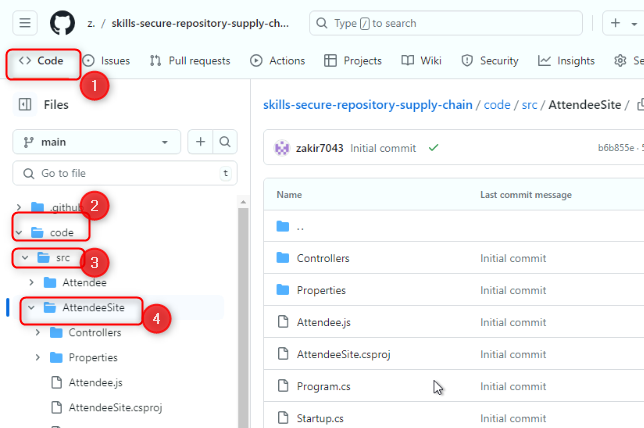 z. / skills-secure-repository-supply-ch... Type / to search
Code Issues Pull requests Actions Projects Wiki Security Insights
1
Files
skills-secure-repository-supply-chain / code / src / AttendeeSite /
main
zakir7043 Initial commit b6b855e
Go to file t
Name Last commit message
.github
2
code
..
src
3
Controllers Initial commit
Attendee
Properties Initial commit
AttendeeSite
4
Attendee.js Initial commit
Controllers
AttendeeSite.csproj Initial commit
Properties
Attendee.js
Program.cs Initial commit
AttendeeSite.csproj
Startup.cs Initial commit